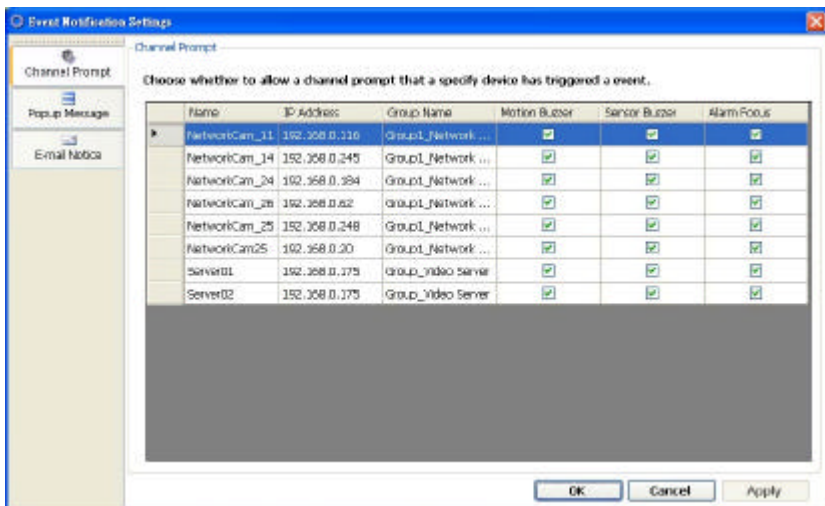 Event Notification Settings
Channel Prompt
Popup Message
E-mail Notice
Channel Prompt
Choose whether to allow a channel prompt that a specify device has triggered a event.
Name IP Address Group Name Motion Buzzer Sensor Buzzer Alarm Focus
NetworkCam_11 192.168.0.116 Group1_Network ...
NetworkCam_14 192.168.0.245 Group1_Network ...
NetworkCam_24 192.168.0.184 Group1_Network ...
NetworkCam_26 192.168.0.62 Group1_Network ...
NetworkCam_25 192.168.0.248 Group1_Network ...
NetworkCam25 192.168.0.20 Group1_Network ...
Server01 192.168.0.175 Group_Video Server
Server02 192.168.0.175 Group_Video Server
OK Cancel Apply